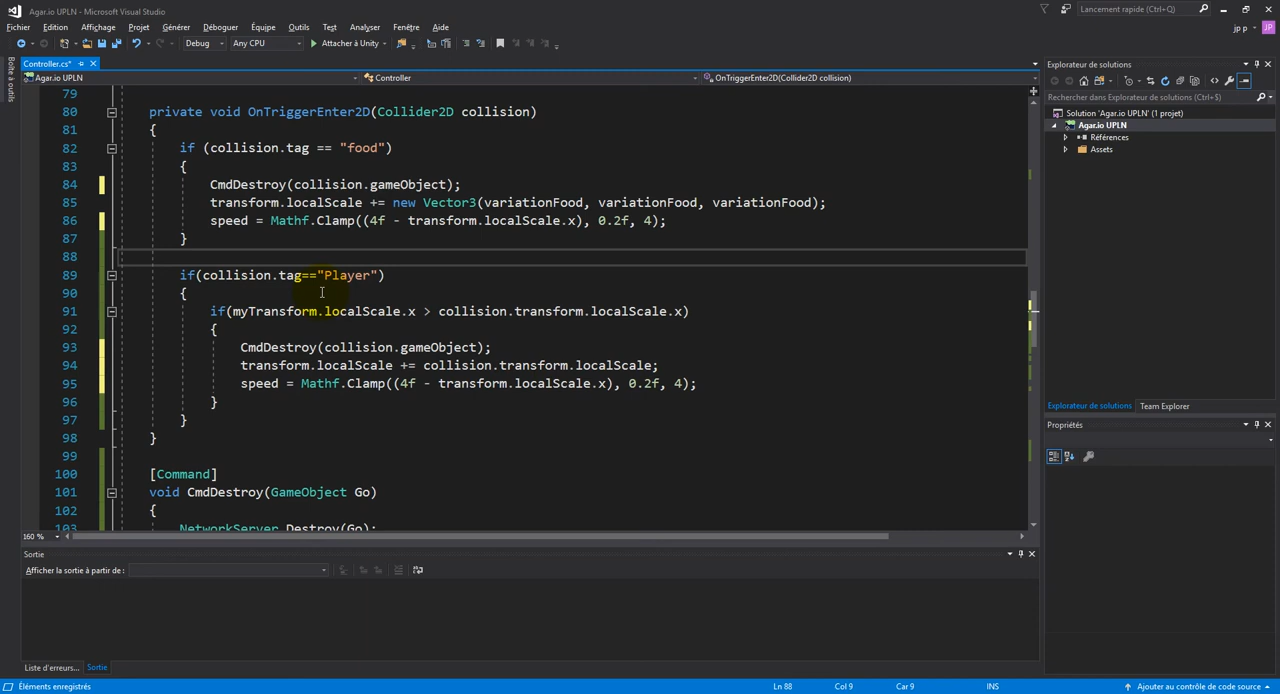 Agar.io UPLN - Microsoft Visual Studio
Lancement rapide (Ctrl+Q)
Fichier Edition Affichage Projet Générer Déboguer Équipe Outils Test Analyser Fenêtre Aide
jp p JP
Debug Any CPU Attacher à Unity
Boîte à outils
Controller.cs*
Agar.io UPLN Controller OnTriggerEnter2D(Collider2D collision)
79
80 private void OnTriggerEnter2D(Collider2D collision)
81 {
82 if (collision.tag == "food")
83 {
84 CmdDestroy(collision.gameObject);
85 transform.localScale += new Vector3(variationFood, variationFood, variationFood);
86 speed = Mathf.Clamp((4f - transform.localScale.x), 0.2f, 4);
87 }
88
89 if(collision.tag=="Player")
90 {
91 if(myTransform.localScale.x > collision.transform.localScale.x)
92 {
93 CmdDestroy(collision.gameObject);
94 transform.localScale += collision.transform.localScale;
95 speed = Mathf.Clamp((4f - transform.localScale.x), 0.2f, 4);
96 }
97 }
98 }
99
100 [Command]
101 void CmdDestroy(GameObject Go)
102 {
103 NetworkServer.Destroy(Go);
160 %
Explorateur de solutions
Rechercher dans Explorateur de solutions (Ctrl+$)
Solution 'Agar.io UPLN' (1 projet)
Agar.io UPLN
Références
Assets
Explorateur de solutions Team Explorer
Propriétés
Sortie
Afficher la sortie à partir de :
Liste d'erreurs... Sortie
Éléments enregistrés Ln 88 Col 9 Car 9 INS Ajouter au contrôle de code source